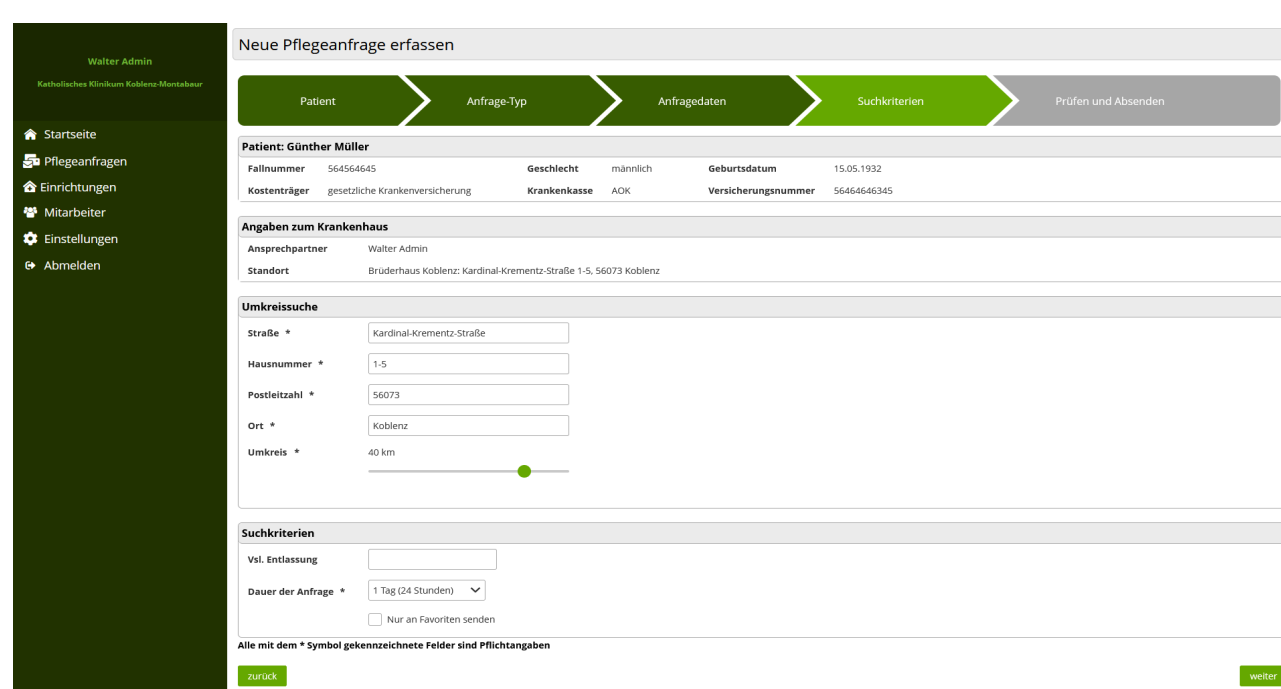 Walter Admin
Katholisches Klinikum Koblenz-Montabaur
Startseite
Pflegeanfragen
Einrichtungen
Mitarbeiter
Einstellungen
Abmelden
Neue Pflegeanfrage erfassen
Patient Anfrage-Typ Anfragedaten Suchkriterien Prüfen und Absenden
Patient: Günther Müller
Fallnummer 564564645 Geschlecht männlich Geburtsdatum 15.05.1932
Kostenträger gesetzliche Krankenversicherung Krankenkasse AOK Versicherungsnummer 56464646345
Angaben zum Krankenhaus
Ansprechpartner Walter Admin
Standort Brüderhaus Koblenz: Kardinal-Krementz-Straße 1-5, 56073 Koblenz
Umkreissuche
Straße * Kardinal-Krementz-Straße
Hausnummer * 1-5
Postleitzahl * 56073
Ort * Koblenz
Umkreis * 40 km
Suchkriterien
Vsl. Entlassung
Dauer der Anfrage * 1 Tag (24 Stunden)
Nur an Favoriten senden
Alle mit dem * Symbol gekennzeichnete Felder sind Pflichtangaben
zurück weiter